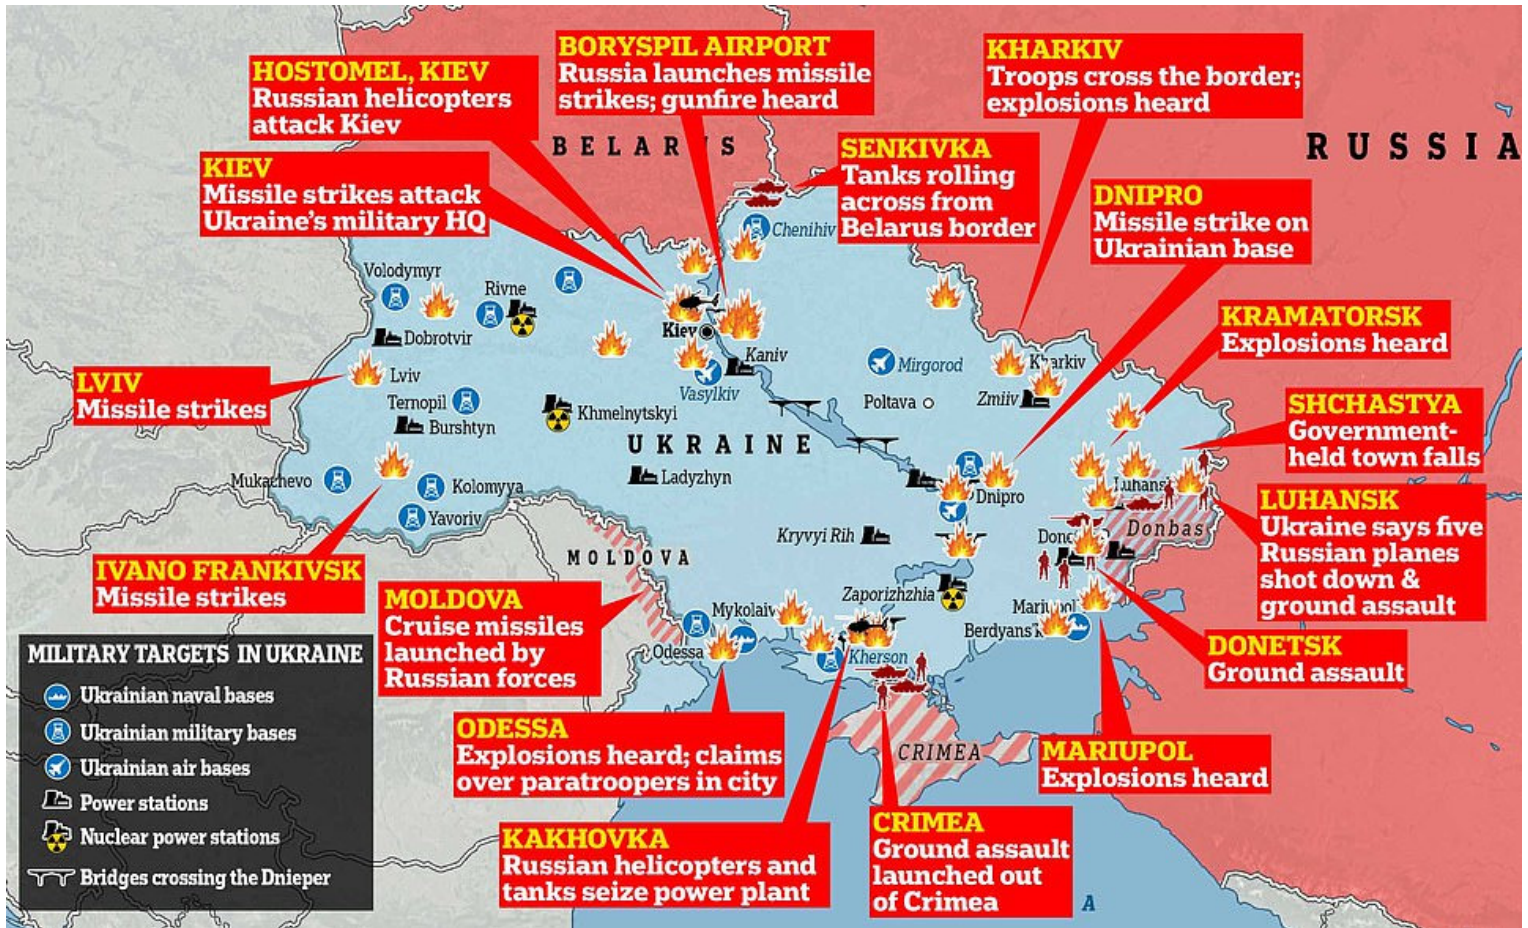 HOSTOMEL, KIEV
Russian helicopters
attack Kiev
BORYSPIL AIRPORT
Russia launches missile
strikes; gunfire heard
KHARKIV
Troops cross the border;
explosions heard
BELARUS
RUSSIA
KIEV
Missile strikes attack
Ukraine's military HQ
SENKIVKA
Tanks rolling
across from
Belarus border
DNIPRO
Missile strike on
Ukrainian base
Chenihiv
Volodymyr
Rivne
Dobrotvir
Kiev
Kaniv
Mirgorod
Kharkiv
KRAMATORSK
Explosions heard
LVIV
Missile strikes
Lviv
Vasylkiv
Zmiiv
Ternopil
Burshtyn
Khmelnytskyi
Poltava
SHCHASTYA
Government-
held town falls
UKRAINE
Mukachevo
Kolomyya
Ladyzhyn
Dnipro
Luhansk
Yavoriv
LUHANSK
Ukraine says five
Russian planes
shot down &
ground assault
Donbas
Kryvyi Rih
MOLDOVA
IVANO FRANKIVSK
Missile strikes
MOLDOVA
Cruise missiles
launched by
Russian forces
Mykolaiv
Zaporizhzhia
Mariupol
Berdyans'k
Odessa
Kherson
DONETSK
Ground assault
MILITARY TARGETS IN UKRAINE
Ukrainian naval bases
Ukrainian military bases
Ukrainian air bases
Power stations
Nuclear power stations
Bridges crossing the Dnieper
ODESSA
Explosions heard; claims
over paratroopers in city
CRIMEA
MARIUPOL
Explosions heard
KAKHOVKA
Russian helicopters and
tanks seize power plant
CRIMEA
Ground assault
launched out
of Crimea
A